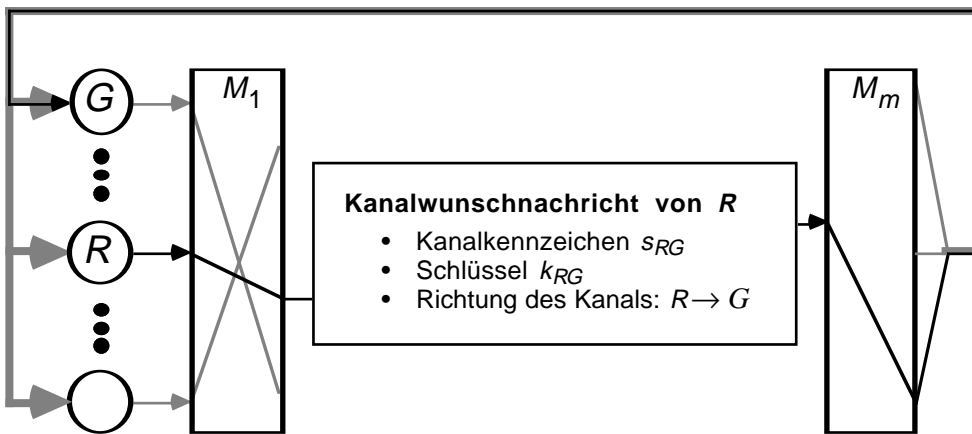 G
M1
Mm
Kanalwunschnachricht von R
• Kanalkennzeichen sRG
• Schlüssel kRG
• Richtung des Kanals: R→ G
R